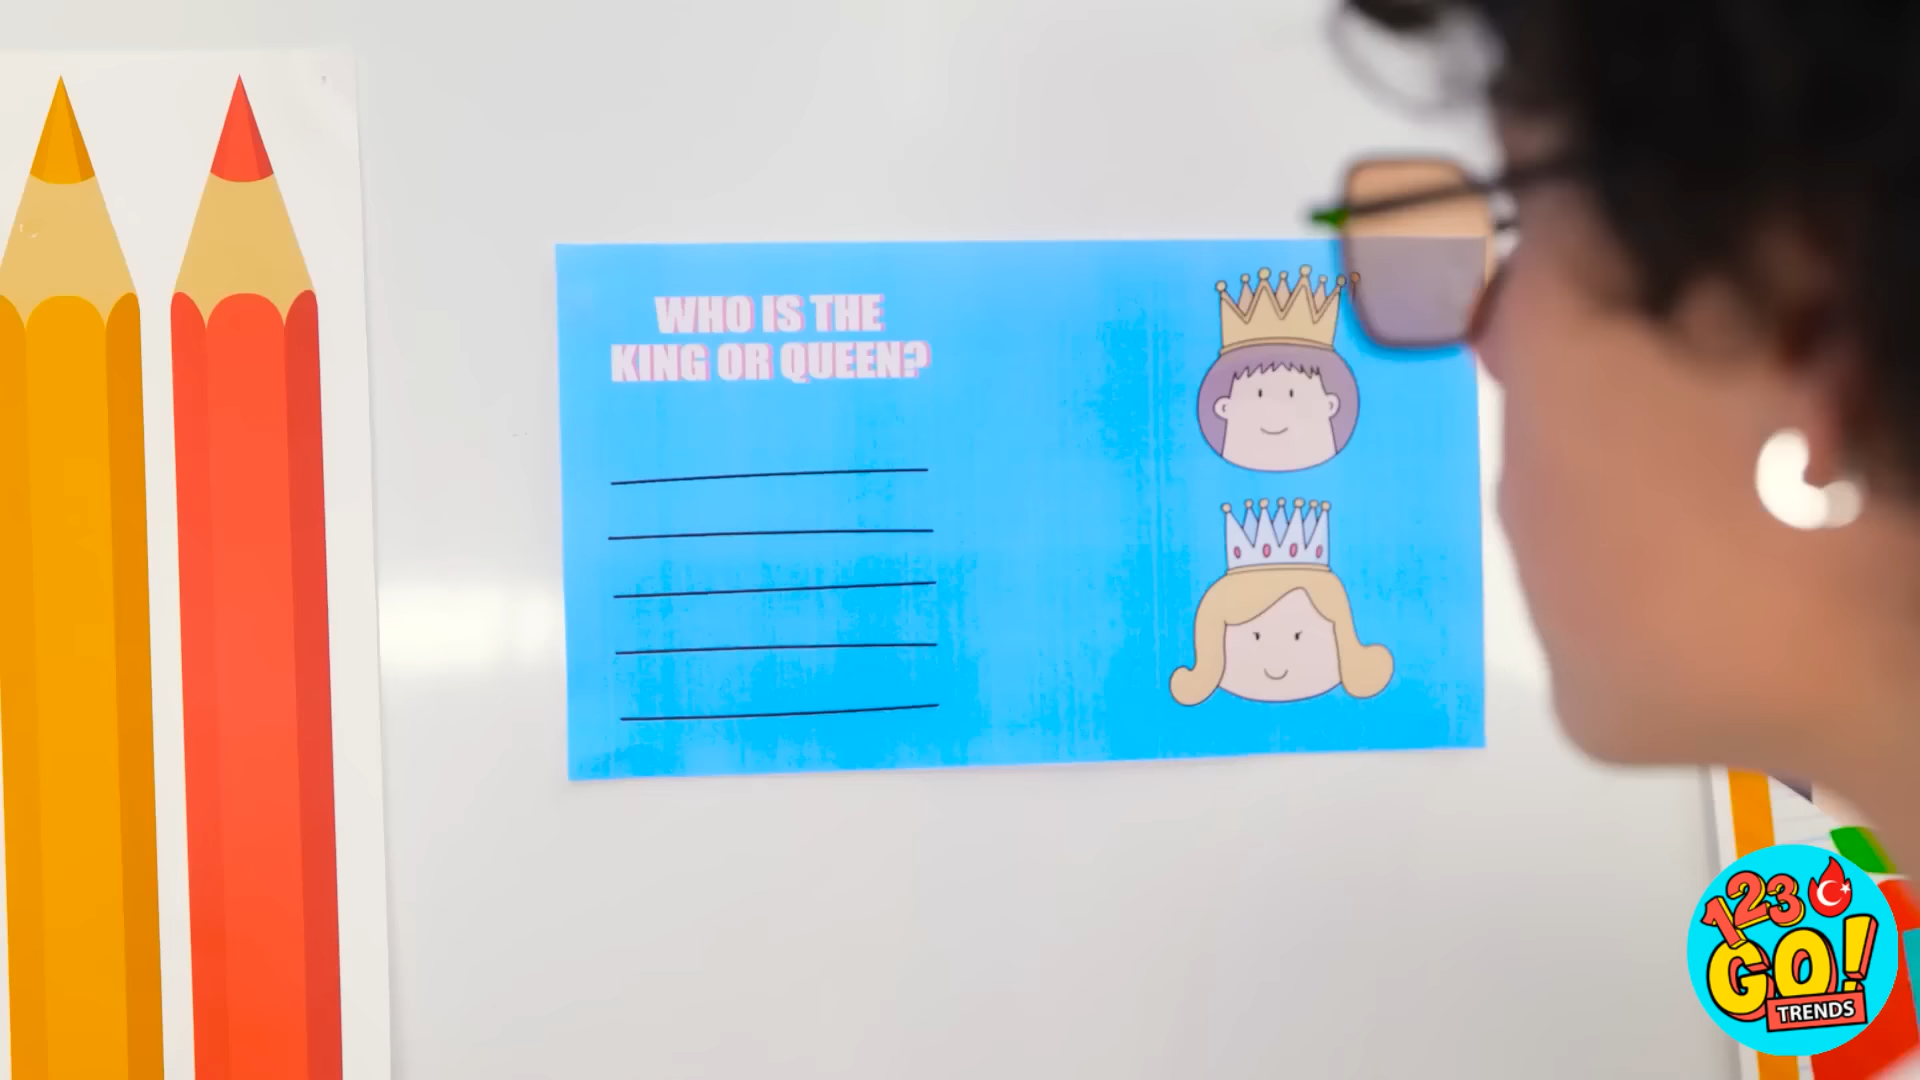 WHO IS THE
KING OR QUEEN?
123
GO!
TRENDS